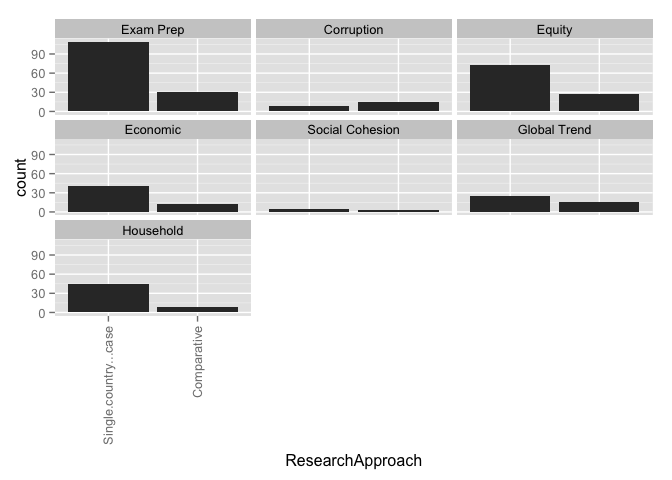 Exam Prep Corruption Equity
90
60
30
0
Economic Social Cohesion Global Trend
90
60
30
0
Household
90
60
30
0
count
Single.country...case
Comparative
ResearchApproach